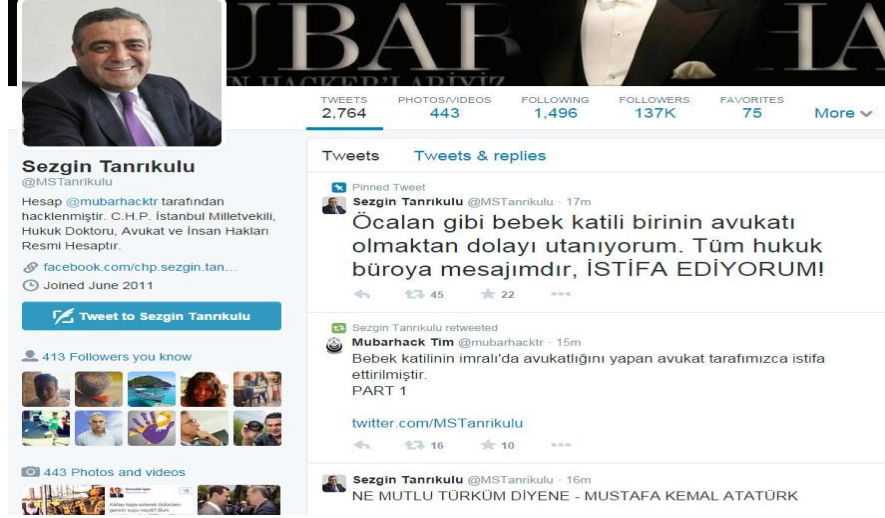 UBAR HA
N HACKER'LARIYIZ
TWEETS PHOTOS/VIDEOS FOLLOWING FOLLOWERS FAVORITES
2,764 443 1,496 137K 75 More
Sezgin Tanrıkulu
@MSTanrikulu
Hesap @mubarhacktr tarafından
hacklenmiştir. C.H.P. İstanbul Milletvekili,
Hukuk Doktoru, Avukat ve İnsan Hakları
Resmi Hesaptır.
facebook.com/chp.sezgin.tan...
Joined June 2011
Tweet to Sezgin Tanrıkulu
413 Followers you know
443 Photos and videos
Tweets Tweets & replies
Pinned Tweet
Sezgin Tanrıkulu @MSTanrikulu · 17m
Öcalan gibi bebek katili birinin avukatı
olmaktan dolayı utanıyorum. Tüm hukuk
büroya mesajımdır, İSTİFA EDİYORUM!
45 22
Sezgin Tanrıkulu retweeted
Mubarhack Tim @mubarhacktr · 15m
Bebek katilinin imralı'da avukatlığını yapan avukat tarafımızca istifa
ettirilmiştir.
PART 1
twitter.com/MSTanrikulu
16 10
Sezgin Tanrıkulu @MSTanrikulu · 16m
NE MUTLU TÜRKÜM DİYENE - MUSTAFA KEMAL ATATÜRK